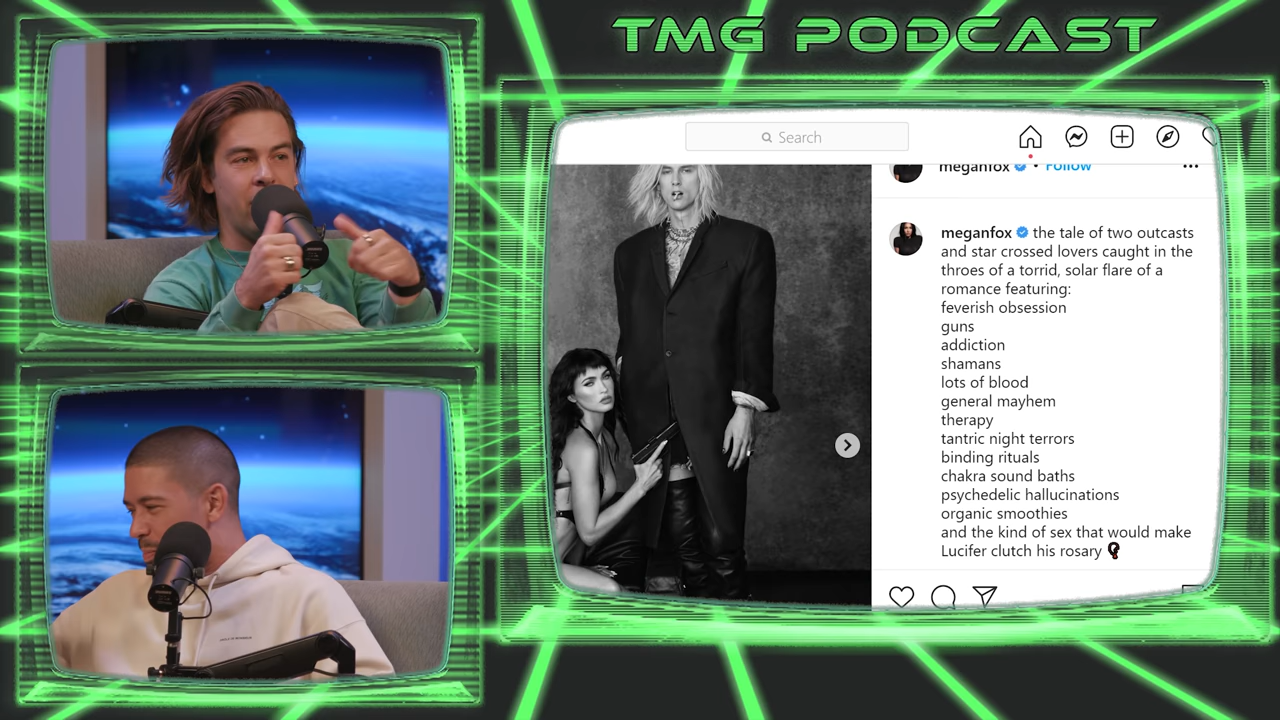 TMG PODCAST
Search
meganfox • Follow
meganfox the tale of two outcasts
and star crossed lovers caught in the
throes of a torrid, solar flare of a
romance featuring:
feverish obsession
guns
addiction
shamans
lots of blood
general mayhem
therapy
tantric night terrors
binding rituals
chakra sound baths
psychedelic hallucinations
organic smoothies
and the kind of sex that would make
Lucifer clutch his rosary